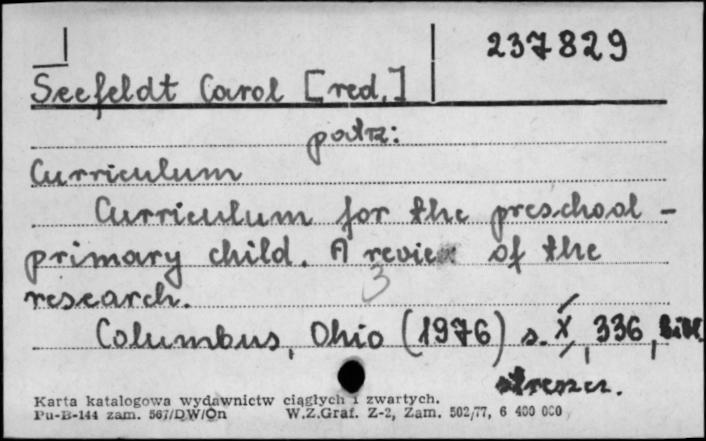 237829
Seefeldt Carol [red.]
patrz:
Curriculum
Curriculum for the preschool -
primary child. A review of the
research.
3
Columbus, Ohio (1976) s. X, 336, Bibl.
streszcz.
Karta katalogowa wydawnictw ciągłych i zwartych.
Pu-B-144 zam. 567/DW/On W.Z.Graf. Z-2, Zam. 502/77, 6 400 000